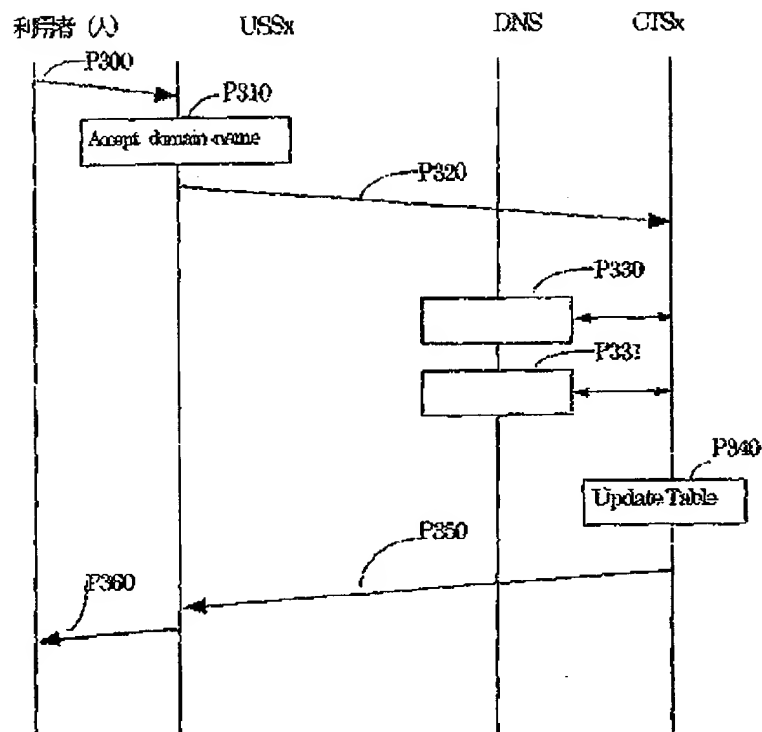 利用者 (人) USSx DNS CTSx
P300
P310
Accept domain-name
P320
P330
P331
P340
Update Table
P350
P360